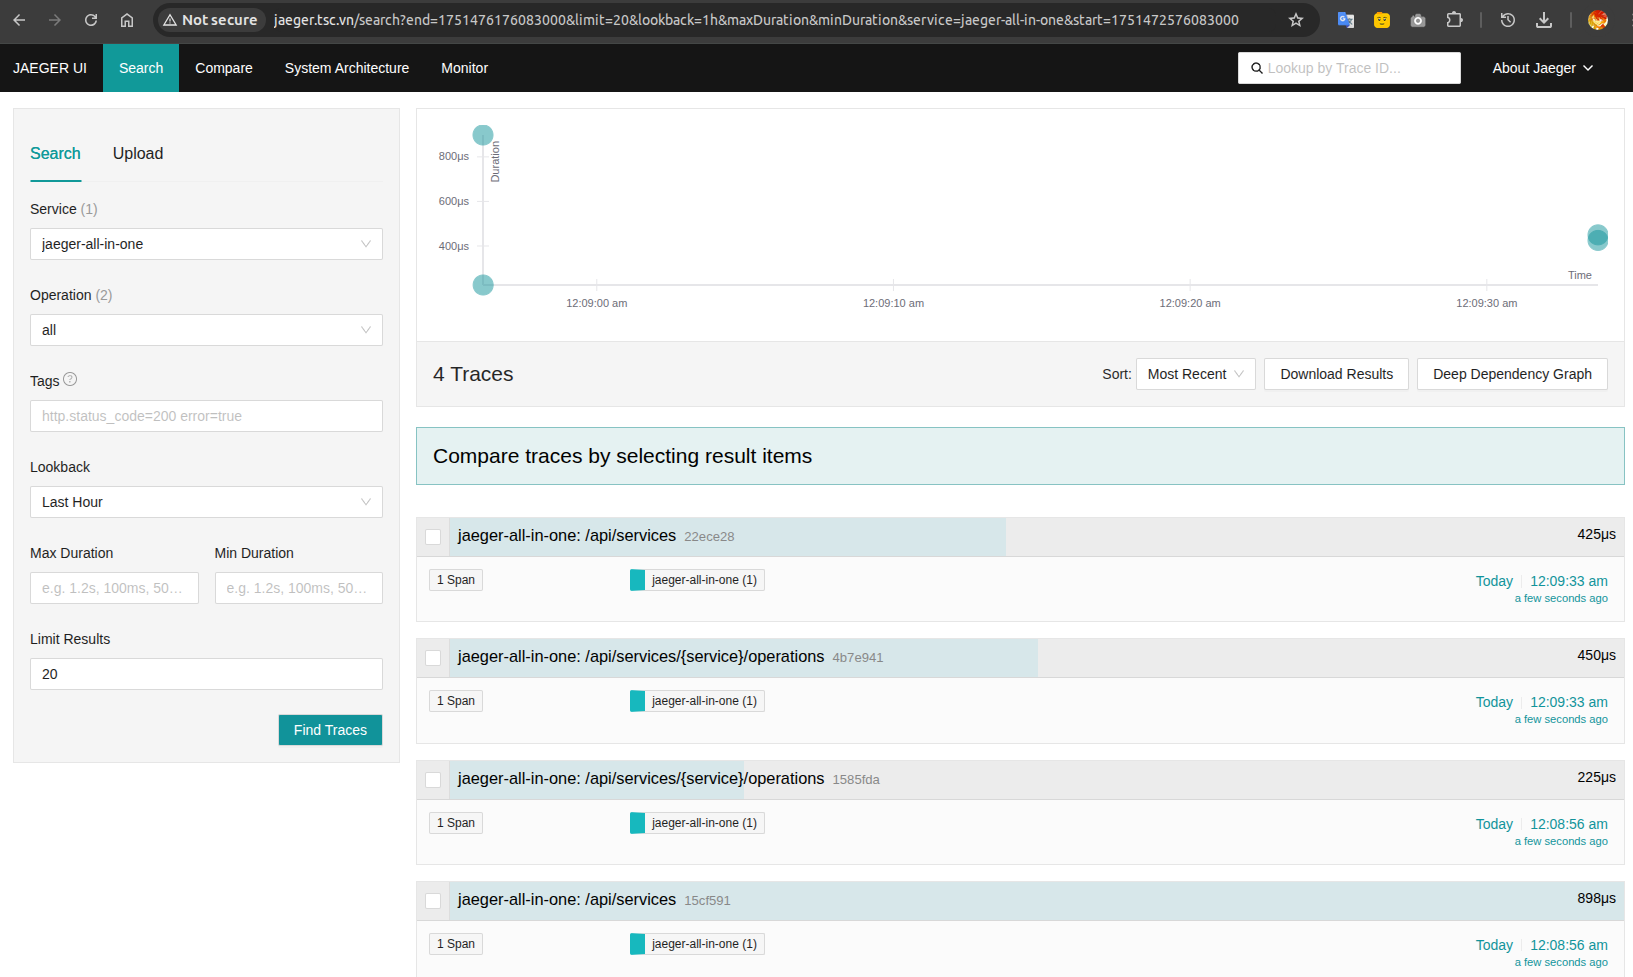 Not secure jaeger.tsc.vn/search?end=1751476176083000&limit=20&lookback=1h&maxDuration&minDuration&service=jaeger-all-in-one&start=1751472576083000
JAEGER UI Search Compare System Architecture Monitor Lookup by Trace ID... About Jaeger
Search Upload
Service (1)
jaeger-all-in-one
Operation (2)
all
Tags ?
http.status_code=200 error=true
Lookback
Last Hour
Max Duration Min Duration
e.g. 1.2s, 100ms, 50... e.g. 1.2s, 100ms, 50...
Limit Results
20
Find Traces
Duration
800μs
600μs
400μs
Time
12:09:00 am 12:09:10 am 12:09:20 am 12:09:30 am
4 Traces Sort: Most Recent Download Results Deep Dependency Graph
Compare traces by selecting result items
jaeger-all-in-one: /api/services 22ece28 425μs
1 Span jaeger-all-in-one (1) Today 12:09:33 am
a few seconds ago
jaeger-all-in-one: /api/services/{service}/operations 4b7e941 450μs
1 Span jaeger-all-in-one (1) Today 12:09:33 am
a few seconds ago
jaeger-all-in-one: /api/services/{service}/operations 1585fda 225μs
1 Span jaeger-all-in-one (1) Today 12:08:56 am
a few seconds ago
jaeger-all-in-one: /api/services 15cf591 898μs
1 Span jaeger-all-in-one (1) Today 12:08:56 am
a few seconds ago